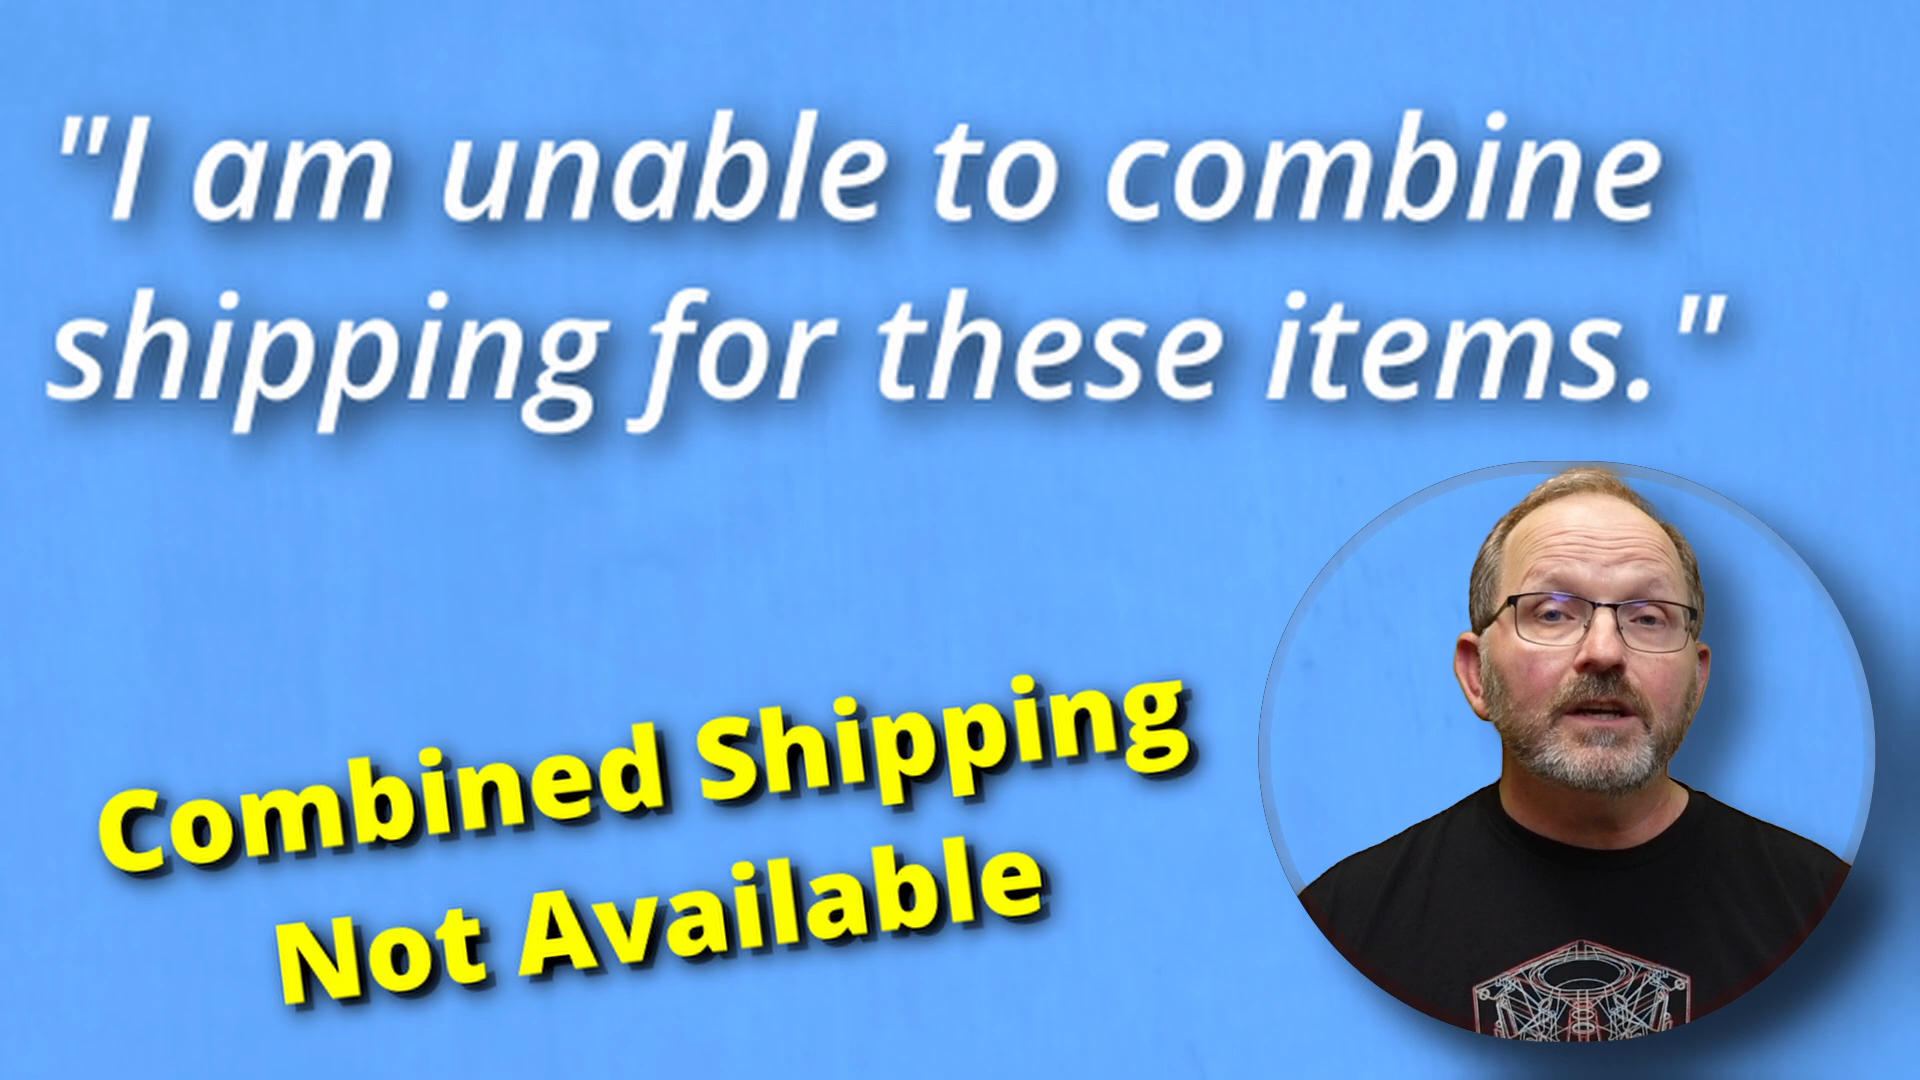 "I am unable to combine
shipping for these items."
Combined Shipping
Not Available